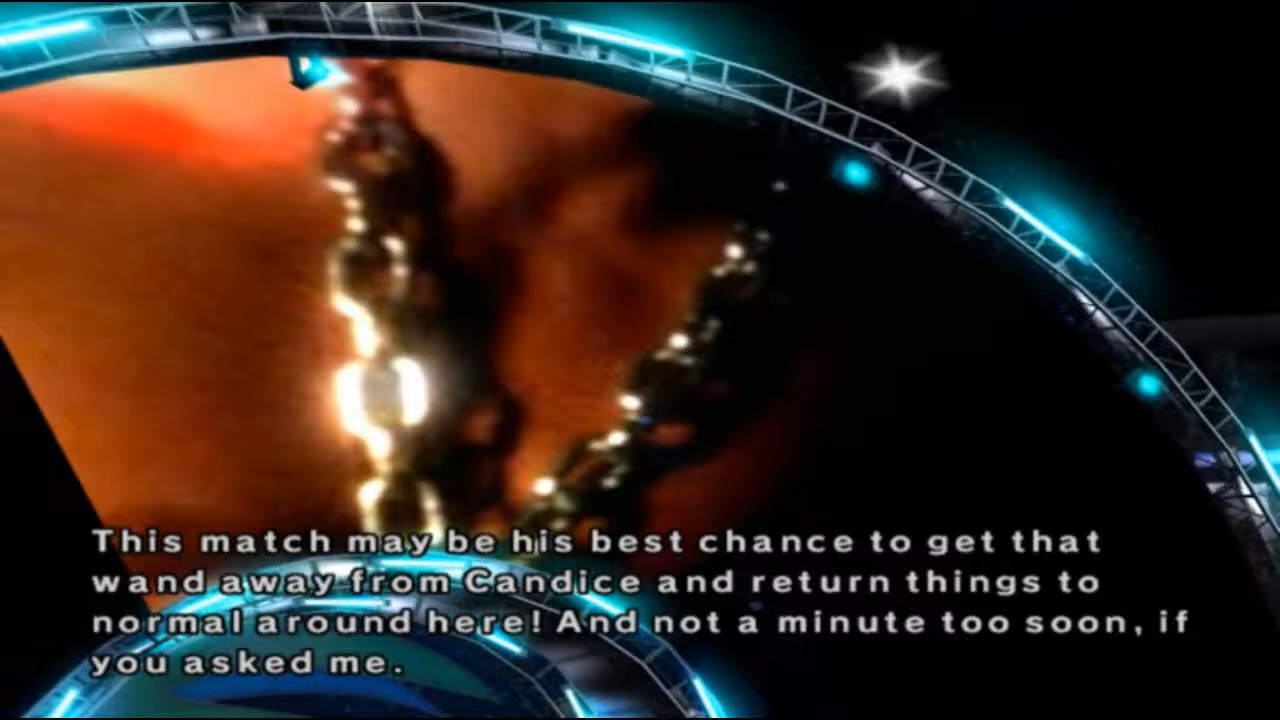 This match may be his best chance to get that
wand away from Candice and return things to
normal around here! And not a minute too soon, if
you asked me.